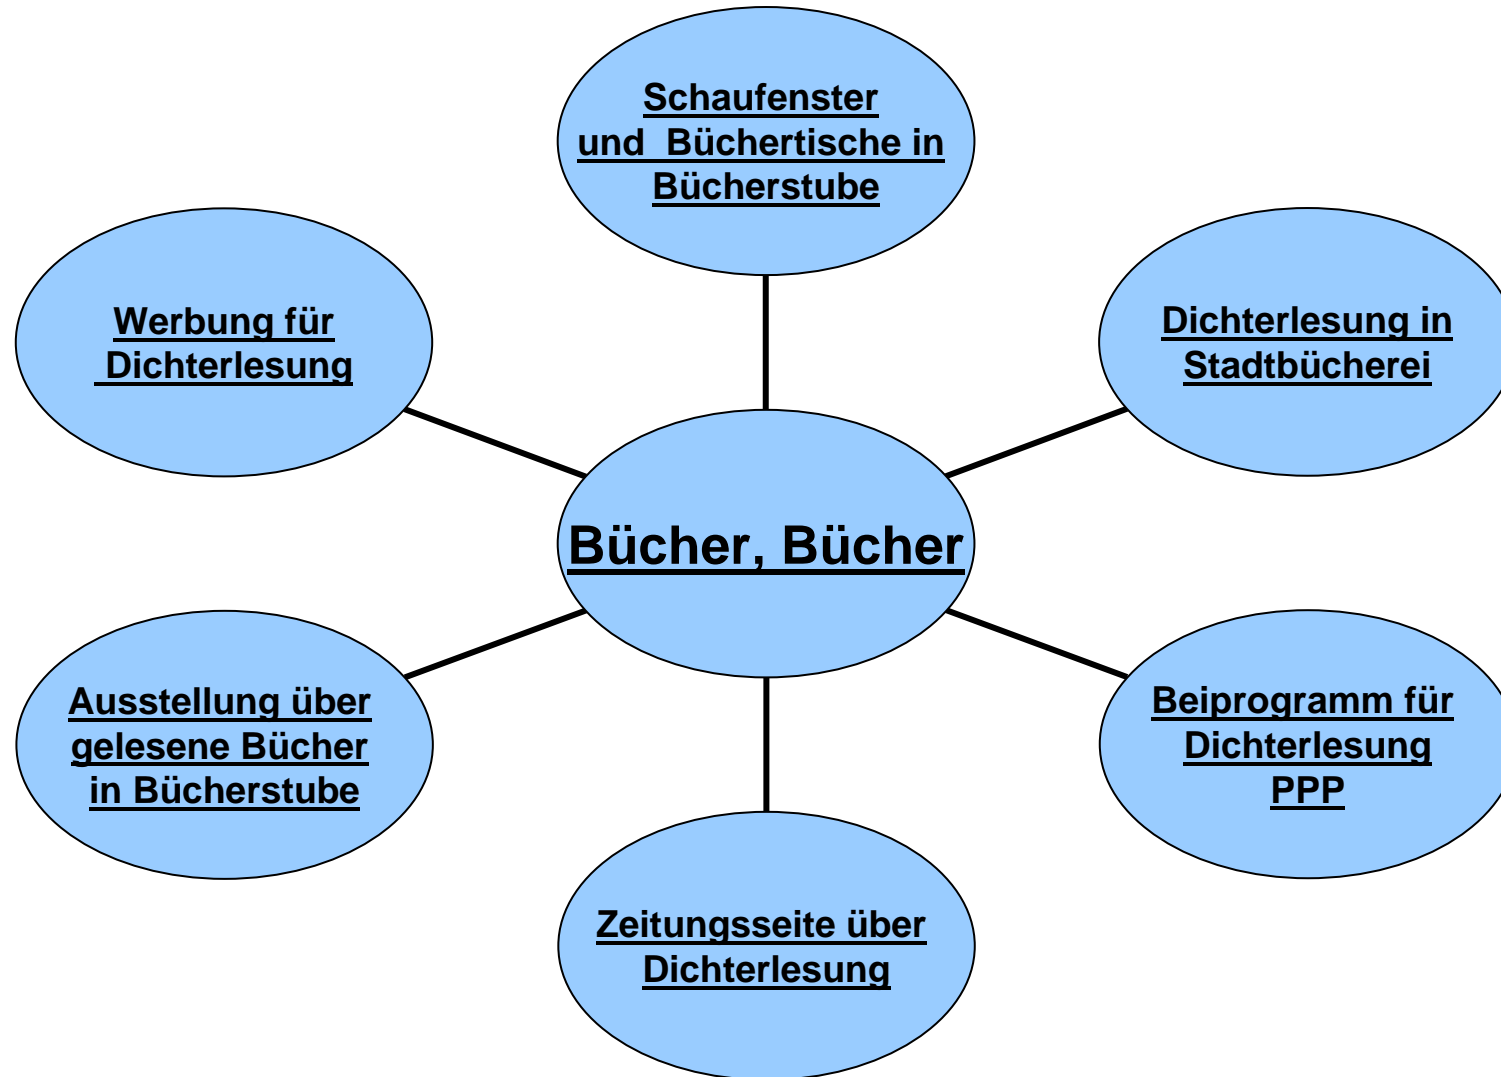 Schaufenster
und Büchertische in
Bücherstube
Werbung für
Dichterlesung
Dichterlesung in
Stadtbücherei
Bücher, Bücher
Ausstellung über
gelesene Bücher
in Bücherstube
Beiprogramm für
Dichterlesung
PPP
Zeitungsseite über
Dichterlesung